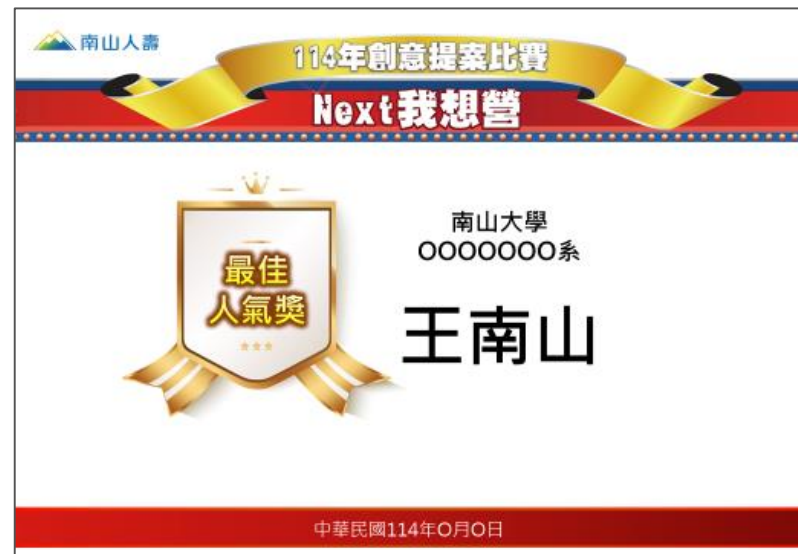 南山人壽
114年創意提案比賽
Next我想營
最佳
人氣獎
南山大學
OOOOOOO系
王南山
中華民國114年O月O日